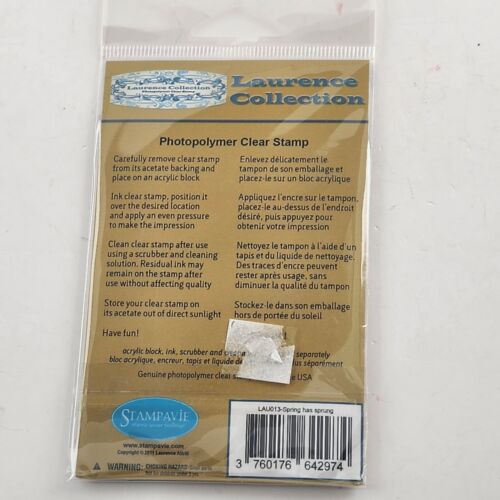 Laurence Collection
Photopolymer Clear Stamp
Laurence
Collection
Photopolymer Clear Stamp
Carefully remove clear stamp
from its acetate backing and
place on an acrylic block
Ink clear stamp, position it
over the desired location
and apply an even pressure
to make the impression
Clean clear stamp after use
using a scrubber and cleaning
solution. Residual ink may
remain on the stamp after
use without affecting quality
Store your clear stamp on
its acetate out of direct sunlight
Have fun!
Enlevez délicatement le
tampon de son emballage et
placez-le sur un bloc acrylique
Appliquez l'encre sur le tampon,
placez-le au-dessus de l'endroit
désiré, puis appuyez pour
obtenir votre impression
Nettoyez le tampon à l'aide d'un
tapis et du liquide de nettoyage.
Des traces d'encre peuvent
rester après usage, sans
diminuer la qualité du tampon
Stockez-le dans son emballage
hors de portée du soleil
acrylic block, ink, scrubber and separately
bloc acrylique, encreur, tapis et liquide séparément
Genuine photopolymer clear USA
STAMPAVIE
www.stampavie.com
Copyright © Laurence
WARNING: CHOKING HAZARD-Small parts
LAU013-Spring has sprung
3 760176 642974